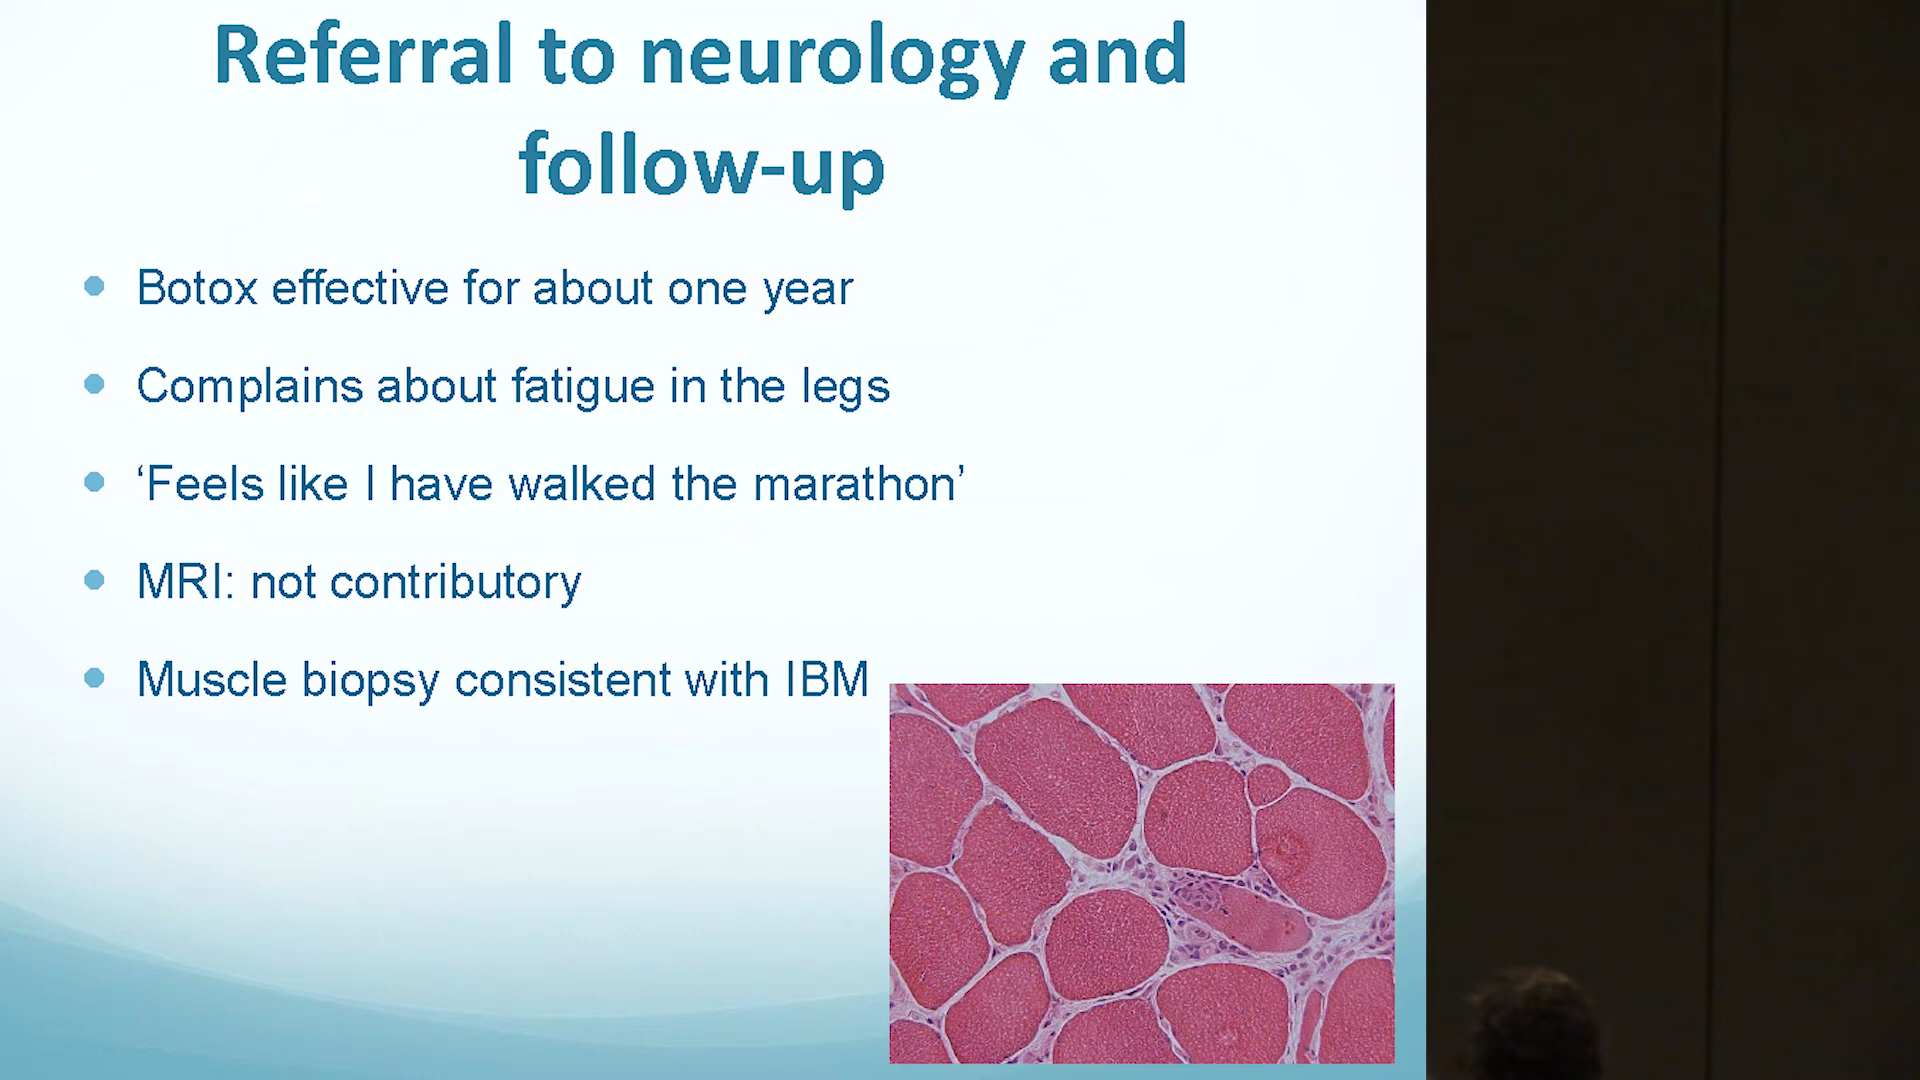 Referral to neurology and
follow-up
Botox effective for about one year
Complains about fatigue in the legs
‘Feels like I have walked the marathon’
MRI: not contributory
Muscle biopsy consistent with IBM